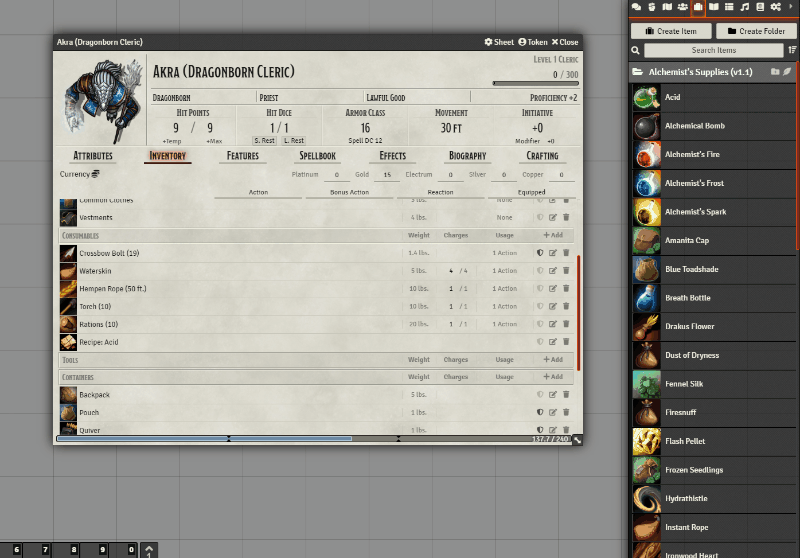 Akra (Dragonborn Cleric)
Sheet Token Close
Akra (Dragonborn Cleric)
Level 1 Cleric
0 / 300
Dragonborn Priest Lawful Good Proficiency +2
Hit Points Hit Dice Armor Class Movement Initiative
9 / 9 1 / 1 16 30 ft +0
+Temp +Max S. Rest L. Rest Spell DC 12 Modifier +0
Attributes Inventory Features Spellbook Effects Biography Crafting
Currency Platinum 0 Gold 15 Electrum 0 Silver 0 Copper 0
Action Bonus Action Reaction Equipped
Common Clothes 3 lbs. None
Vestments 4 lbs. None
Consumables Weight Charges Usage + Add
Crossbow Bolt (19) 1.4 lbs. 1 Action
Waterskin 5 lbs. 4 / 4 1 Action
Hempen Rope (50 ft.) 10 lbs. 1 / 1 1 Action
Torch (10) 10 lbs. 1 / 1 1 Action
Rations (10) 20 lbs. 1 / 1 1 Action
Recipe: Acid
Tools Weight Charges Usage + Add
Containers Weight Charges Usage + Add
Backpack 5 lbs.
Pouch 1 lbs.
Quiver 1 lbs.
137.7 / 240
6 7 8 9 0
1
Create Item Create Folder
Search Items
Alchemist's Supplies (v1.1)
Acid
Alchemical Bomb
Alchemist's Fire
Alchemist's Frost
Alchemist's Spark
Amanita Cap
Blue Toadshade
Breath Bottle
Drakus Flower
Dust of Dryness
Fennel Silk
Firesnuff
Flash Pellet
Frozen Seedlings
Hydrathistle
Instant Rope
Ironwood Heart